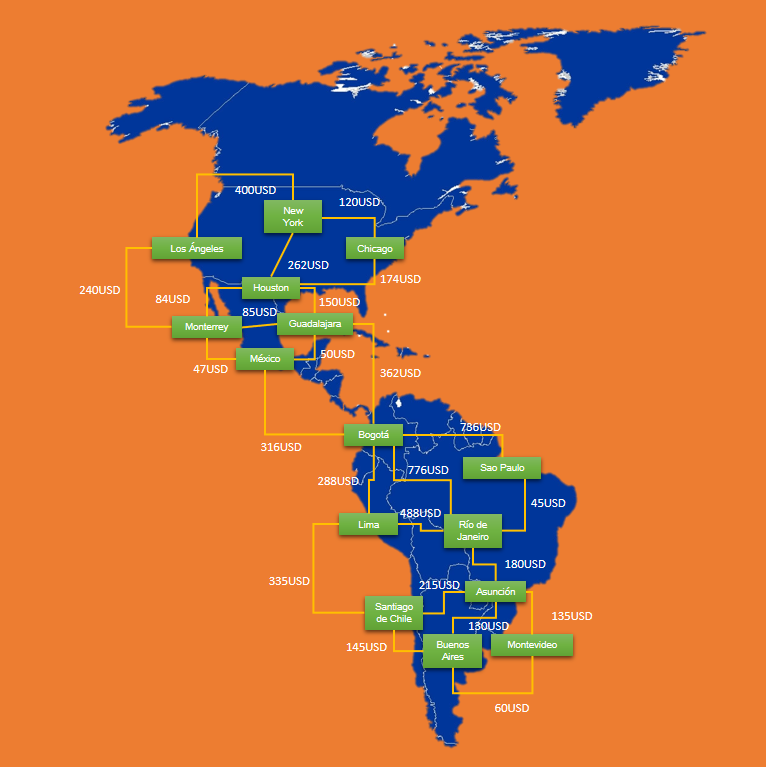 400USD
120USD
New
York
Los Ángeles
Chicago
262USD
174USD
240USD
Houston
84USD
150USD
85USD
Guadalajara
Monterrey
México
50USD
47USD
362USD
786USD
Bogotá
316USD
Sao Paulo
776USD
288USD
45USD
488USD
Lima
Río de
Janeiro
180USD
335USD
215USD
Asunción
Santiago
de Chile
135USD
130USD
145USD
Buenos
Aires
Montevideo
60USD